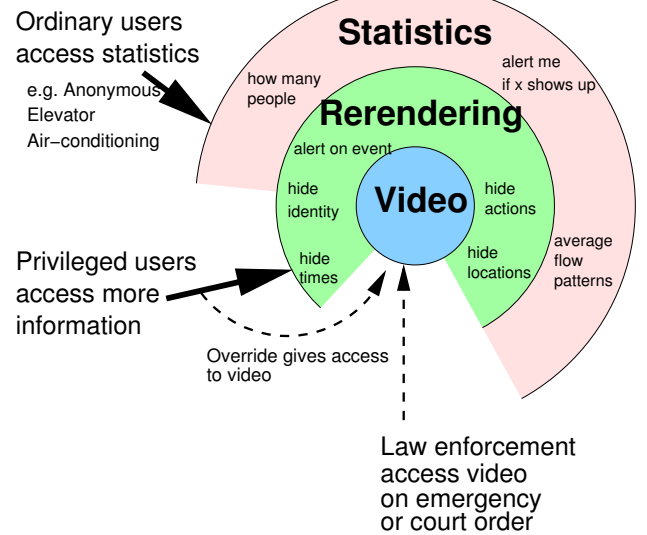 Ordinary users
access statistics
e.g. Anonymous
Elevator
Air−conditioning
Statistics
how many
people
alert me
if x shows up
Rerendering
alert on event
hide
identity
hide
times
Video
hide
actions
hide
locations
average
flow
patterns
Privileged users
access more
information
Override gives access
to video
Law enforcement
access video
on emergency
or court order